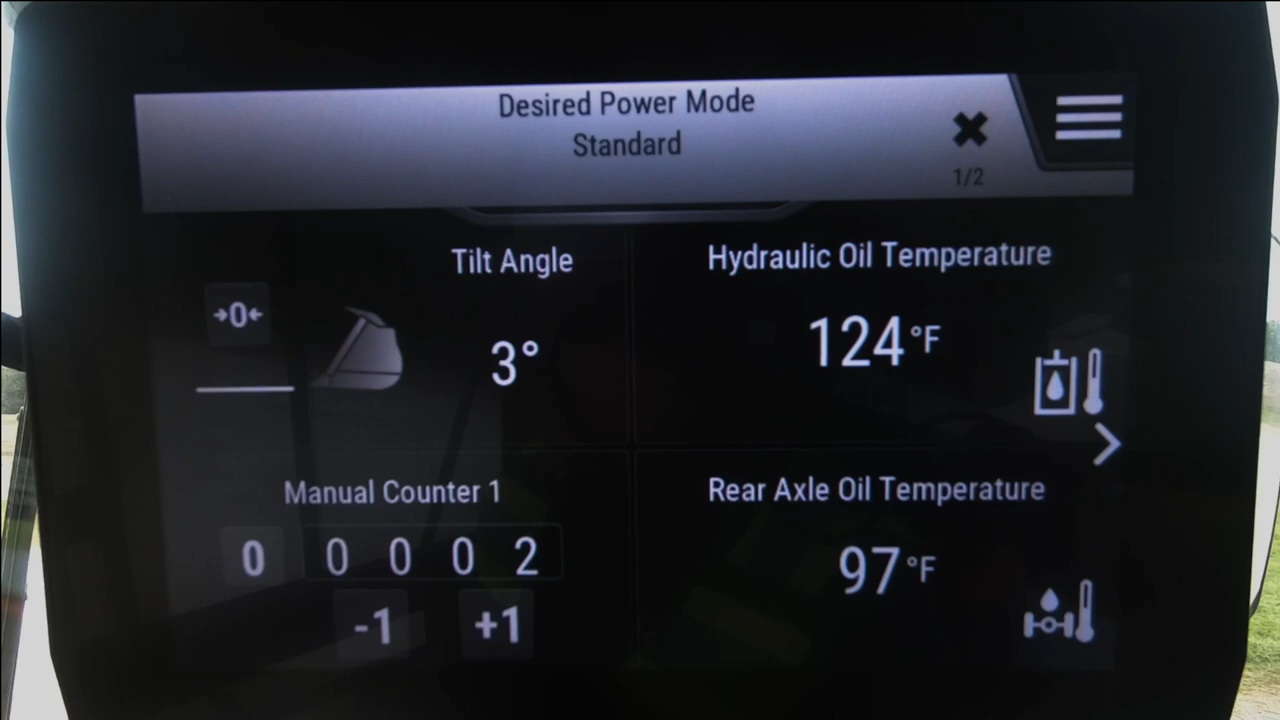 Desired Power Mode
Standard
1/2
Tilt Angle
→0←
3°
Hydraulic Oil Temperature
124 °F
Manual Counter 1
0 0 0 0 2
-1 +1
Rear Axle Oil Temperature
97 °F